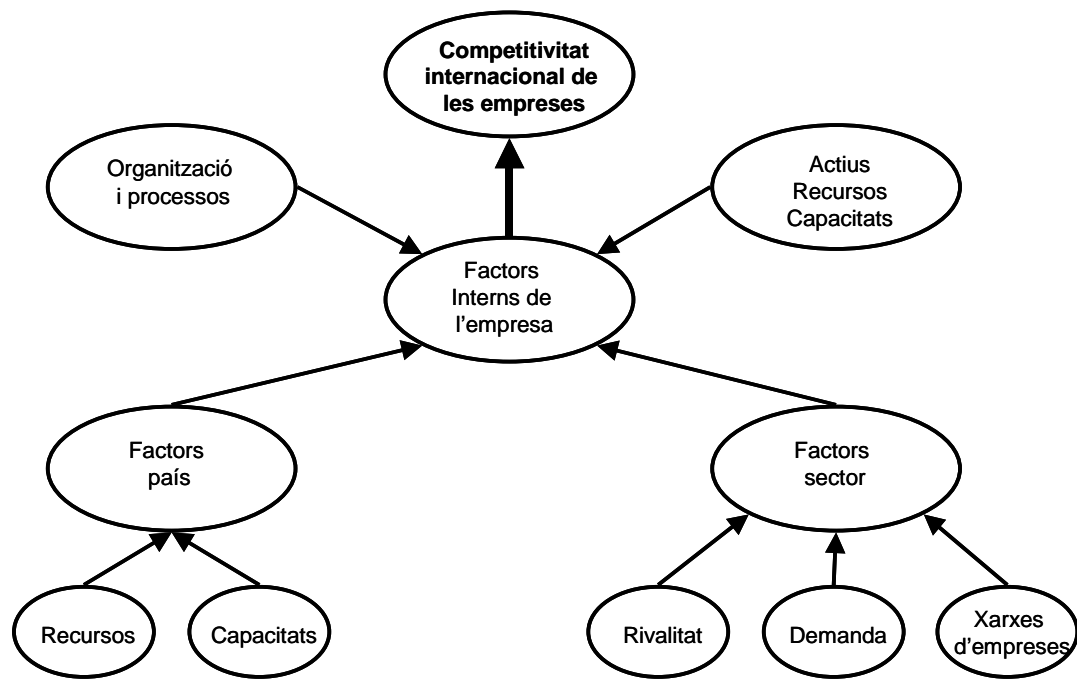 Competitivitat
internacional de
les empreses
Organització
i processos
Actius
Recursos
Capacitats
Factors
Interns de
l’empresa
Factors
país
Factors
sector
Recursos
Capacitats
Rivalitat
Demanda
Xarxes
d’empreses